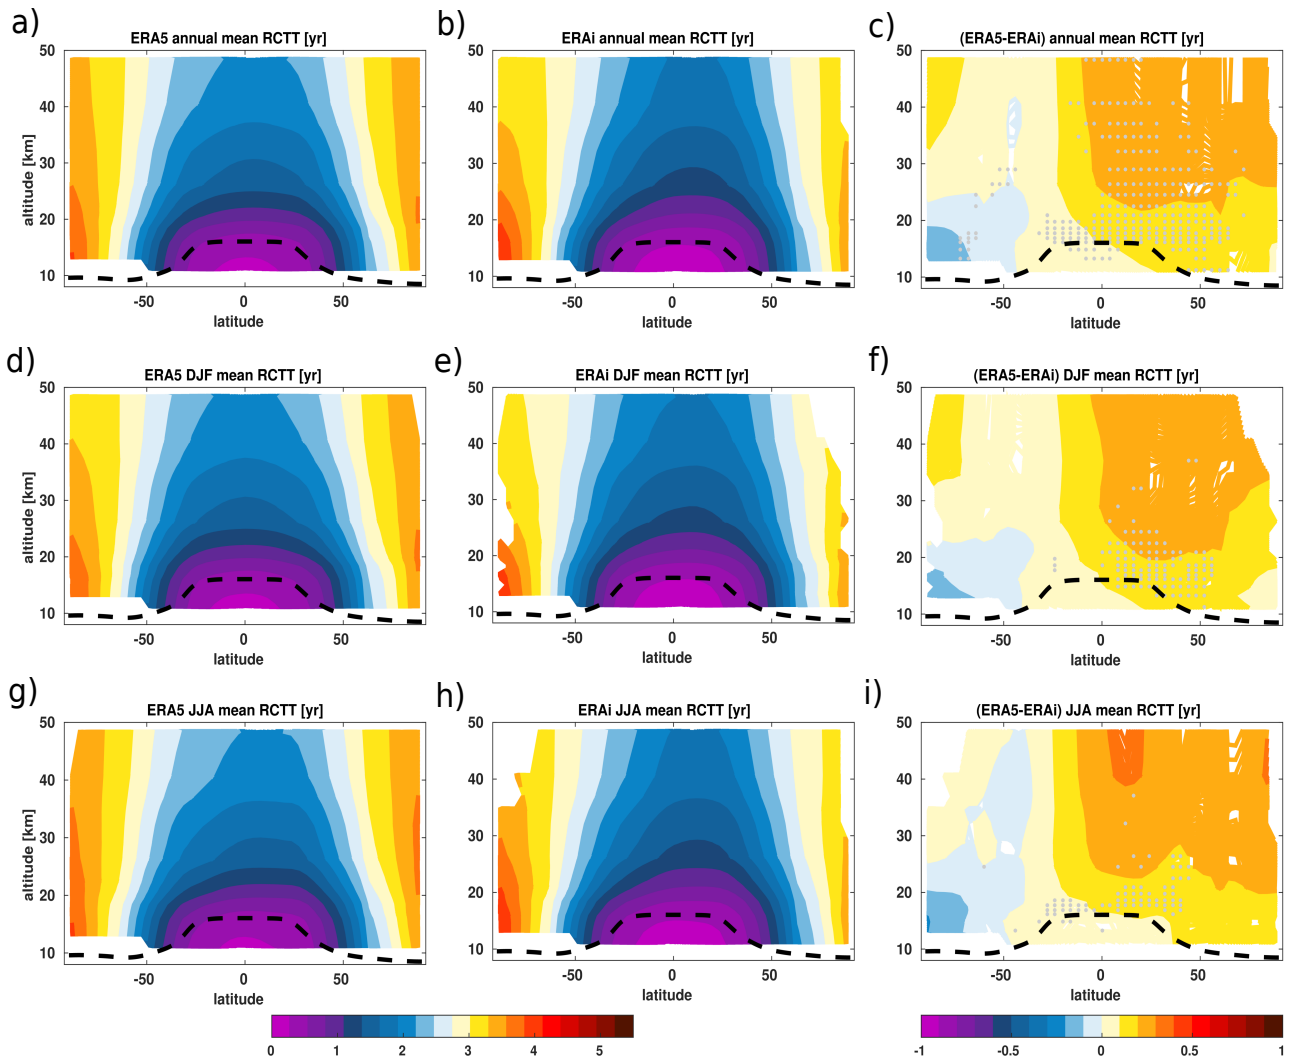 a)
ERA5 annual mean RCTT [yr]
50
40
30
20
10
altitude [km]
-50
0
50
latitude
b)
ERAi annual mean RCTT [yr]
50
40
30
20
10
-50
0
50
latitude
c)
(ERA5-ERAi) annual mean RCTT [yr]
50
40
30
20
10
-50
0
50
latitude
d)
ERA5 DJF mean RCTT [yr]
50
40
30
20
10
altitude [km]
-50
0
50
latitude
e)
ERAi DJF mean RCTT [yr]
50
40
30
20
10
-50
0
50
latitude
f)
(ERA5-ERAi) DJF mean RCTT [yr]
50
40
30
20
10
-50
0
50
latitude
g)
ERA5 JJA mean RCTT [yr]
50
40
30
20
10
altitude [km]
-50
0
50
latitude
h)
ERAi JJA mean RCTT [yr]
50
40
30
20
10
-50
0
50
latitude
i)
(ERA5-ERAi) JJA mean RCTT [yr]
50
40
30
20
10
-50
0
50
latitude
0 1 2 3 4 5
-1 -0.5 0 0.5 1